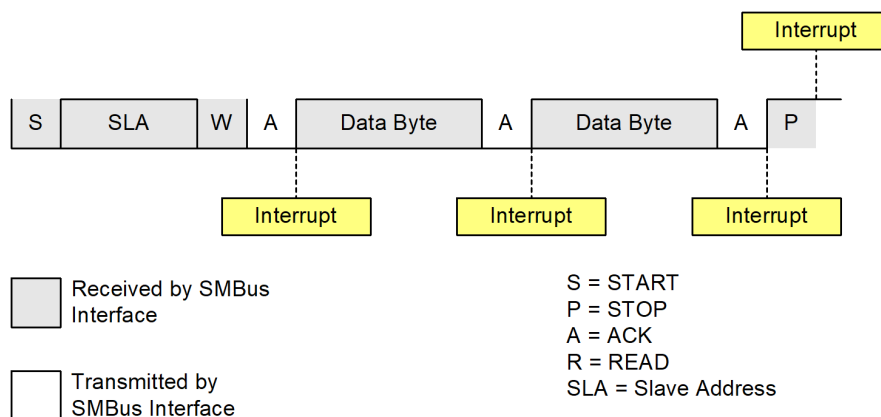 Interrupt
S SLA W A Data Byte A Data Byte A P
Interrupt Interrupt Interrupt
Received by SMBus
Interface
Transmitted by
SMBus Interface
S = START
P = STOP
A = ACK
R = READ
SLA = Slave Address